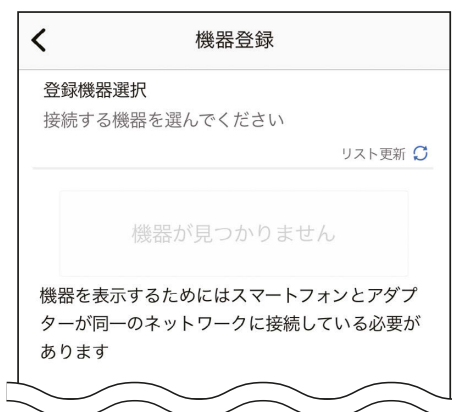 機器登録
登録機器選択
接続する機器を選んでください
リスト更新
機器が見つかりません
機器を表示するためにはスマートフォンとアダプ
ターが同一のネットワークに接続している必要が
あります